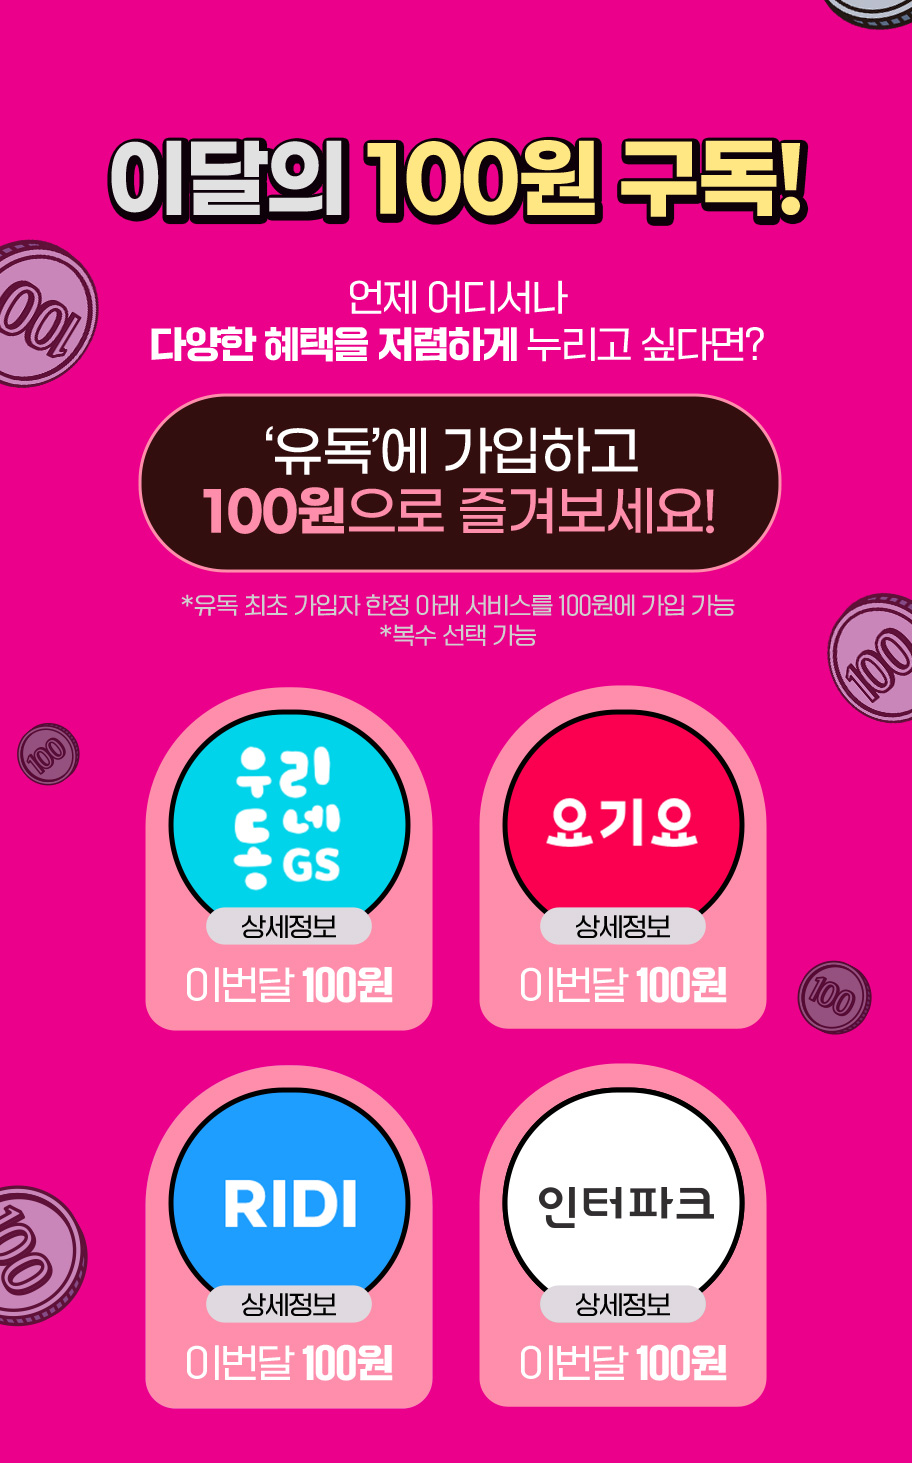 이달의 100원 구독!
언제 어디서나
다양한 혜택을 저렴하게 누리고 싶다면?
‘유독’에 가입하고
100원으로 즐겨보세요!
*유독 최초 가입자 한정 아래 서비스를 100원에 가입 가능
*복수 선택 가능
우리
동네
GS
상세정보
이번달 100원
요기요
상세정보
이번달 100원
RIDI
상세정보
이번달 100원
인터파크
상세정보
이번달 100원
100
100
100
100
100